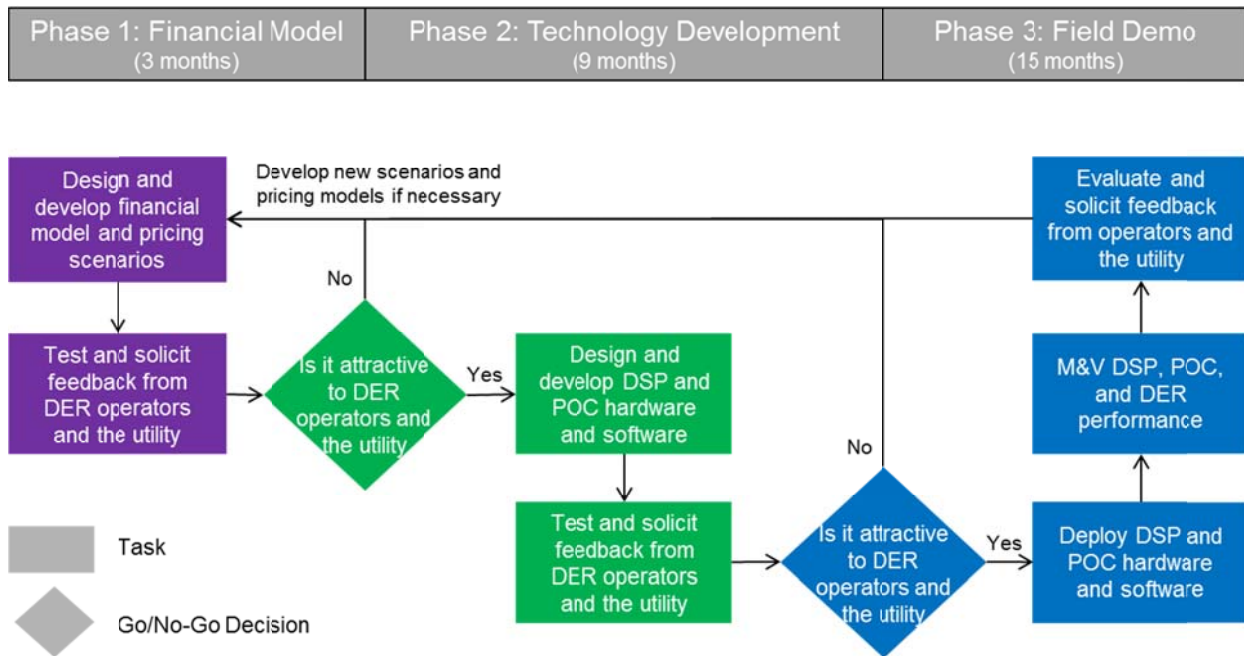 Phase 1: Financial Model
(3 months)
Phase 2: Technology Development
(9 months)
Phase 3: Field Demo
(15 months)
Design and
develop financial
model and pricing
scenarios
Develop new scenarios and
pricing models if necessary
Evaluate and
solicit feedback
from operators and
the utility
No
Test and solicit
feedback from
DER operators
and the utility
Is it attractive
to DER
operators and
the utility
Yes
Design and
develop DSP and
POC hardware
and software
M&V DSP, POC,
and DER
performance
No
Test and solicit
feedback from
DER operators
and the utility
Is it attractive
to DER
operators and
the utility
Yes
Deploy DSP and
POC hardware
and software
Task
Go/No-Go Decision